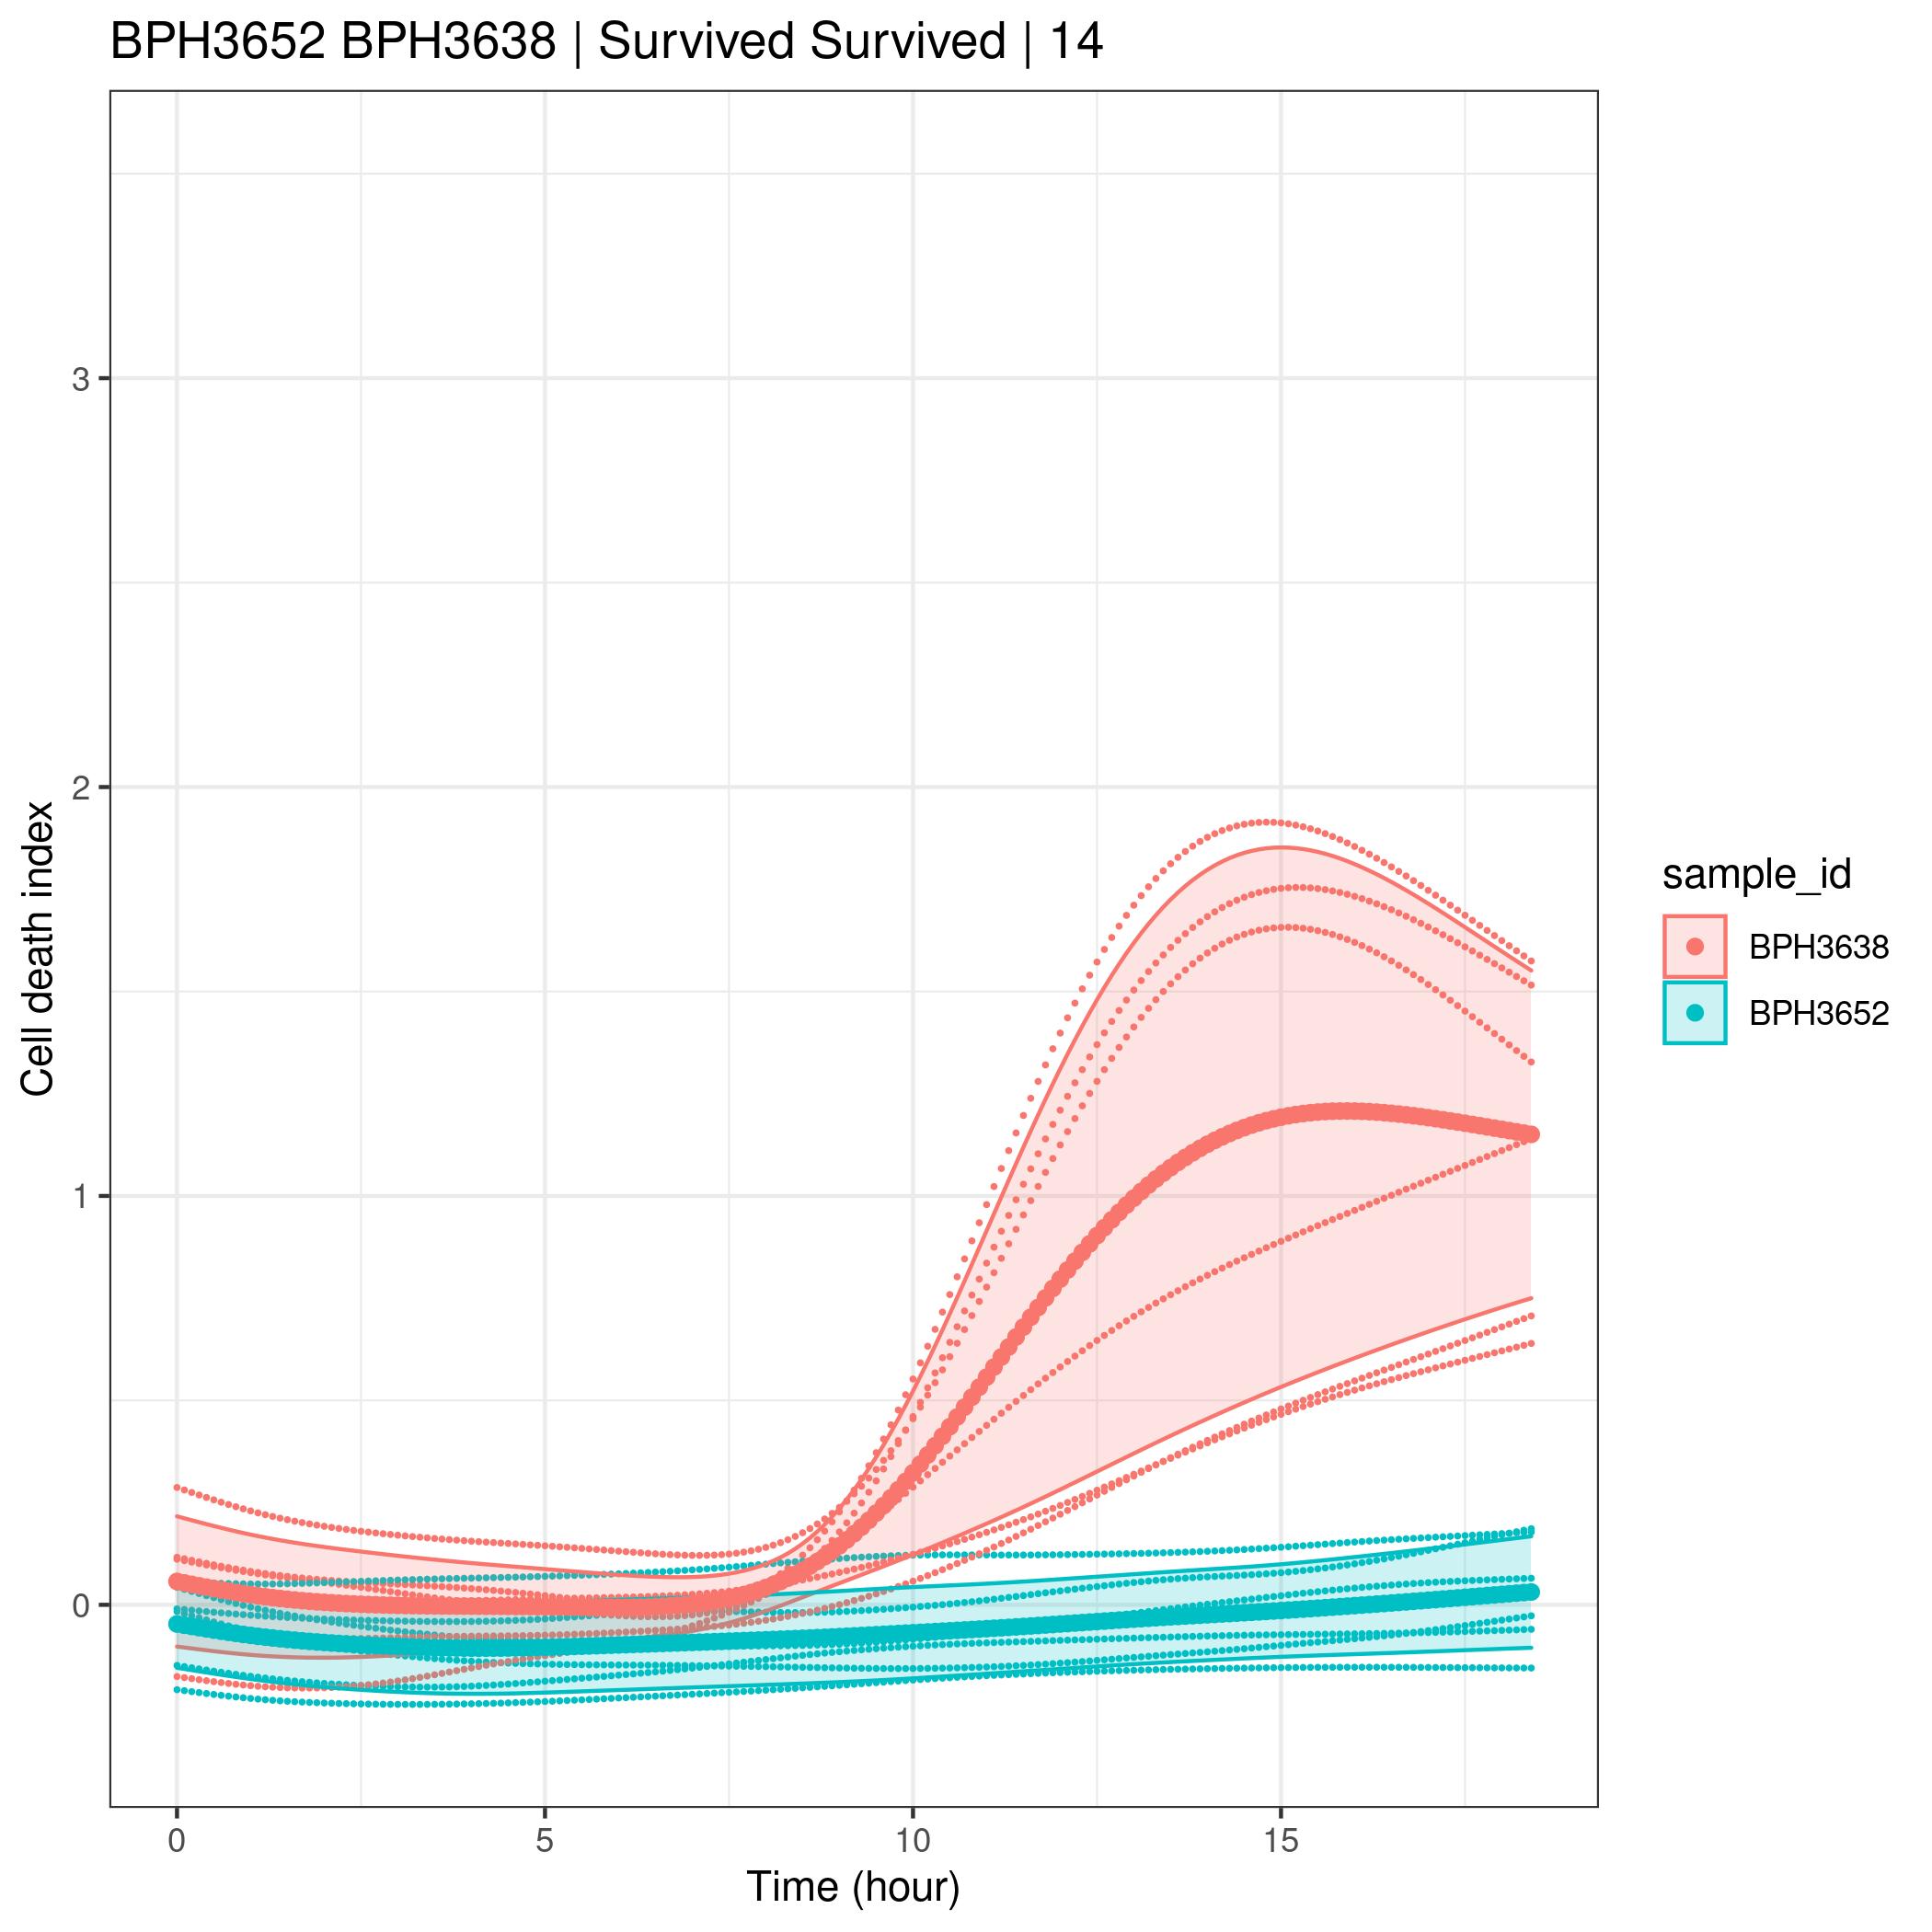 BPH3652 BPH3638 | Survived Survived | 14
Cell death index
3
2
1
0
0 5 10 15
Time (hour)
sample_id
BPH3638
BPH3652